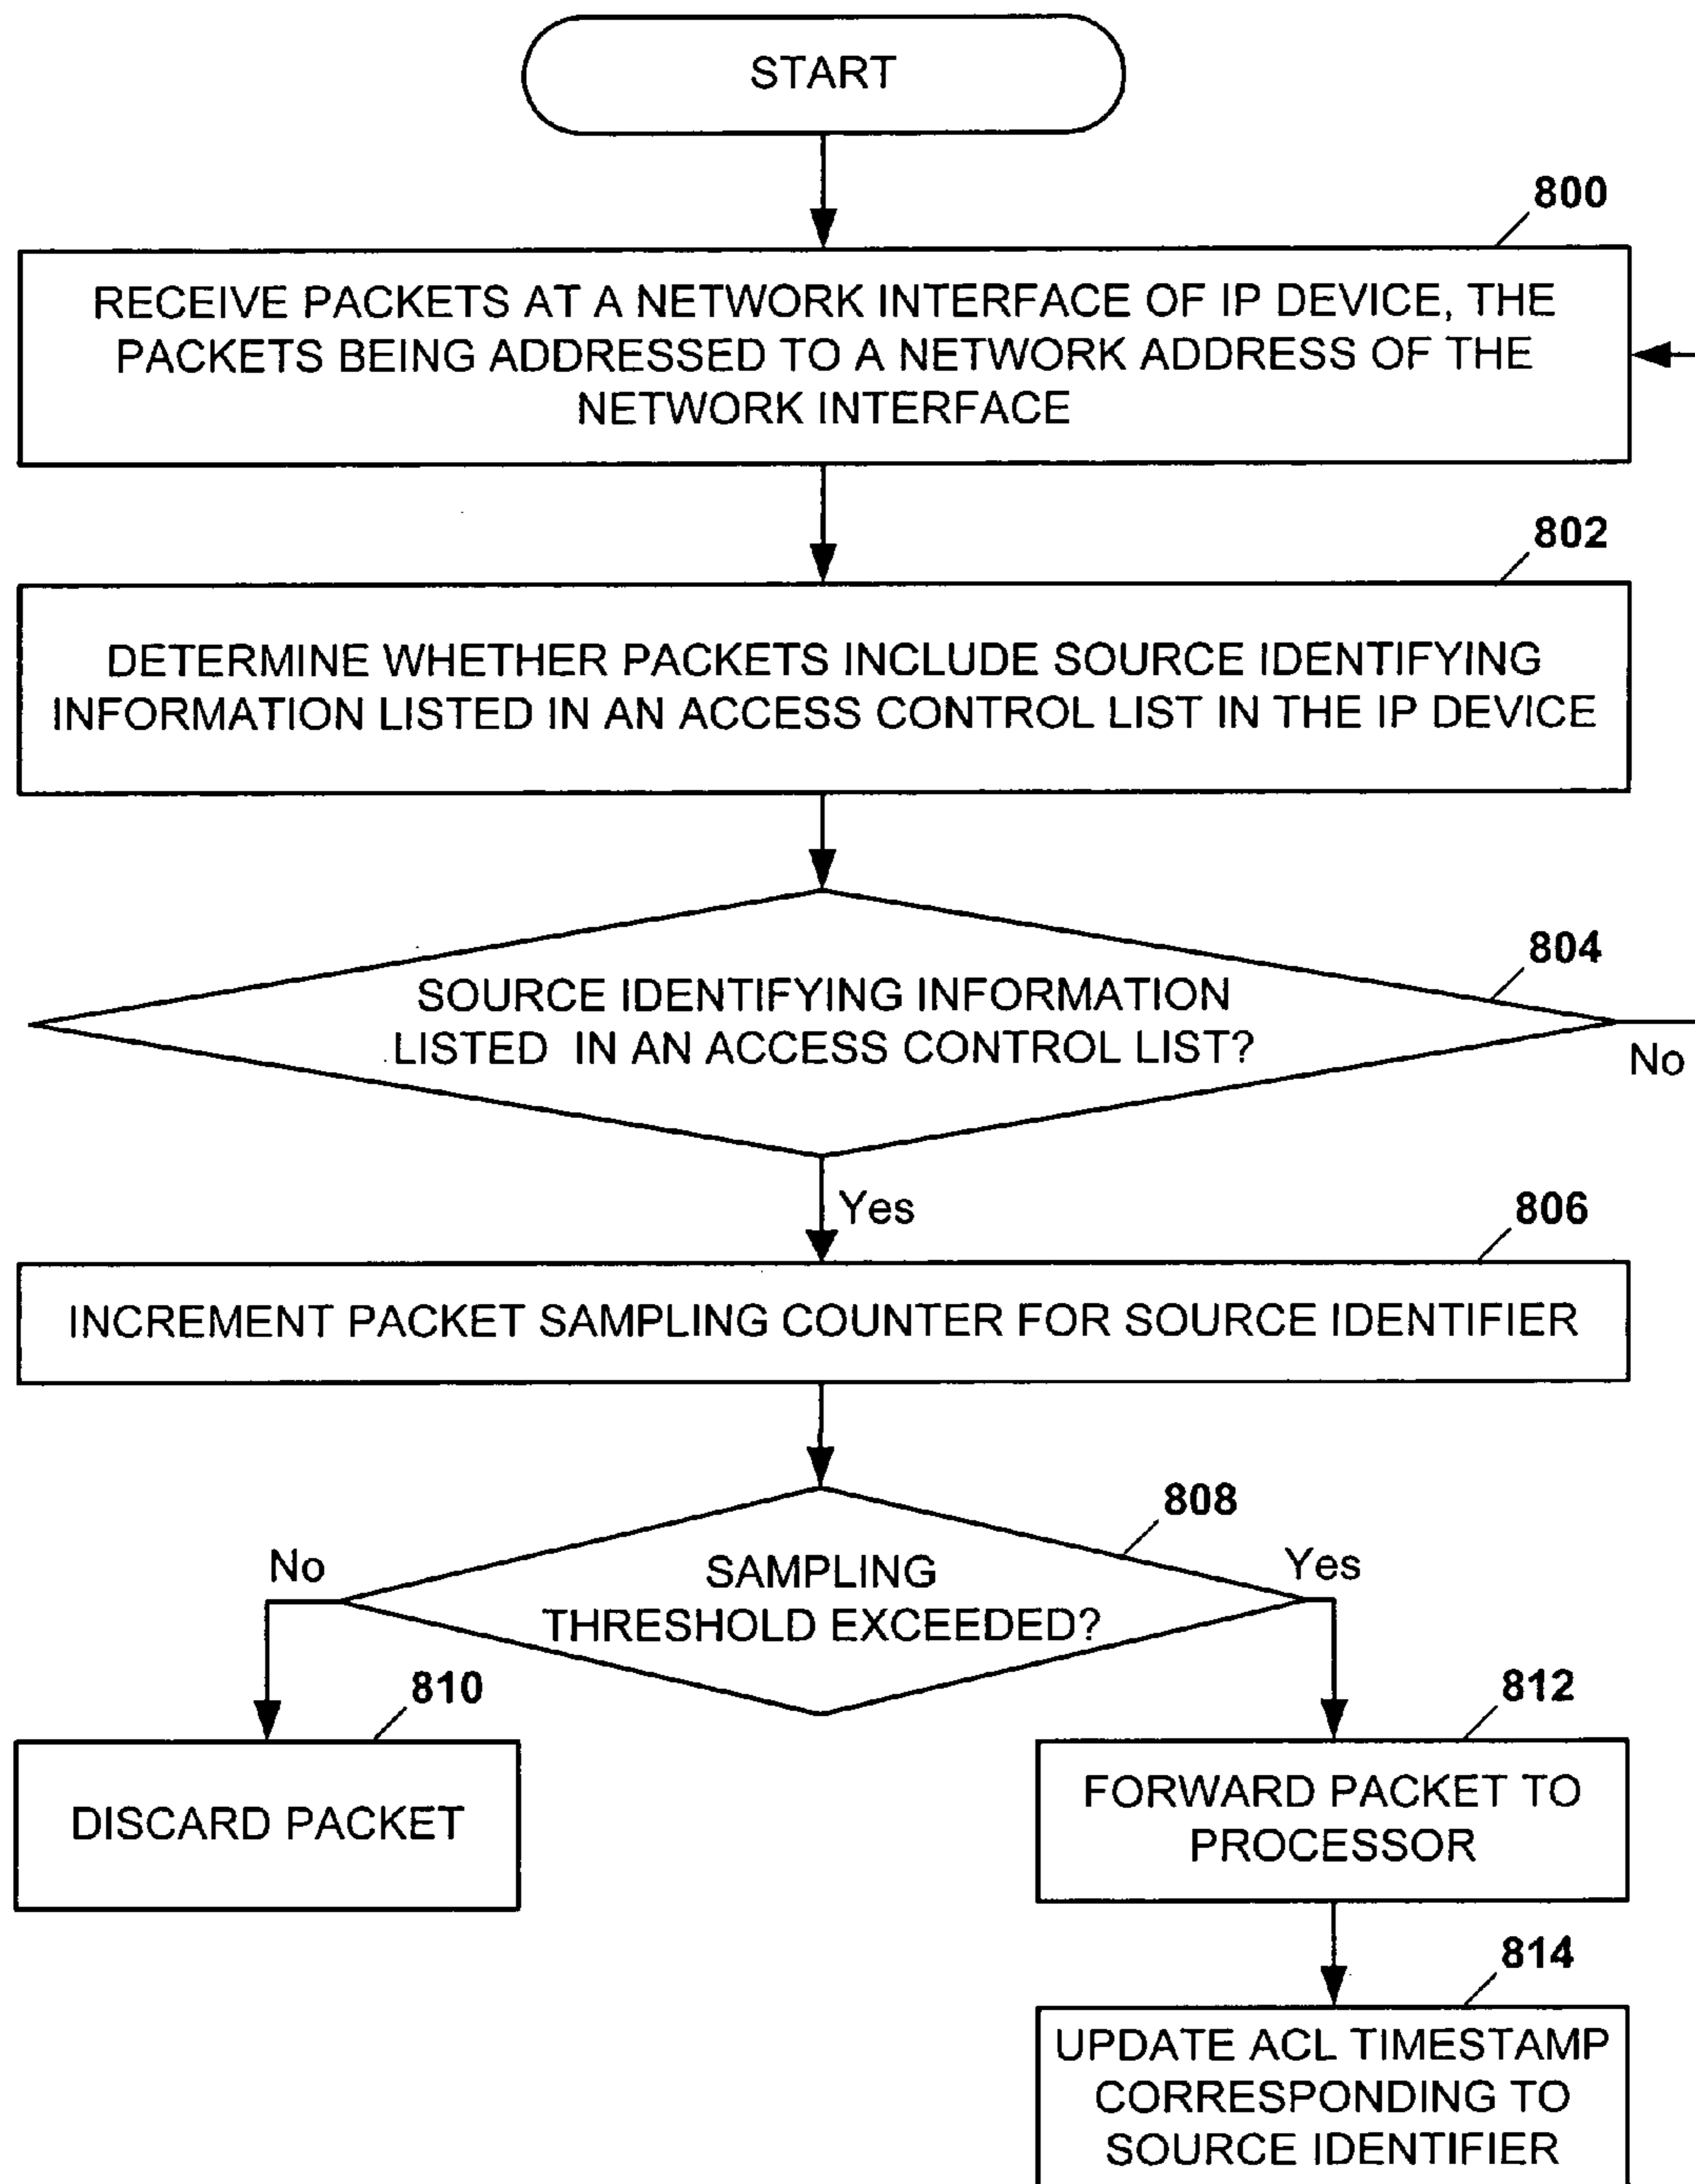 START
800
RECEIVE PACKETS AT A NETWORK INTERFACE OF IP DEVICE, THE
PACKETS BEING ADDRESSED TO A NETWORK ADDRESS OF THE
NETWORK INTERFACE
802
DETERMINE WHETHER PACKETS INCLUDE SOURCE IDENTIFYING
INFORMATION LISTED IN AN ACCESS CONTROL LIST IN THE IP DEVICE
804
SOURCE IDENTIFYING INFORMATION
LISTED IN AN ACCESS CONTROL LIST?
No
Yes
806
INCREMENT PACKET SAMPLING COUNTER FOR SOURCE IDENTIFIER
808
No
SAMPLING
THRESHOLD EXCEEDED?
Yes
810
DISCARD PACKET
812
FORWARD PACKET TO
PROCESSOR
814
UPDATE ACL TIMESTAMP
CORRESPONDING TO
SOURCE IDENTIFIER